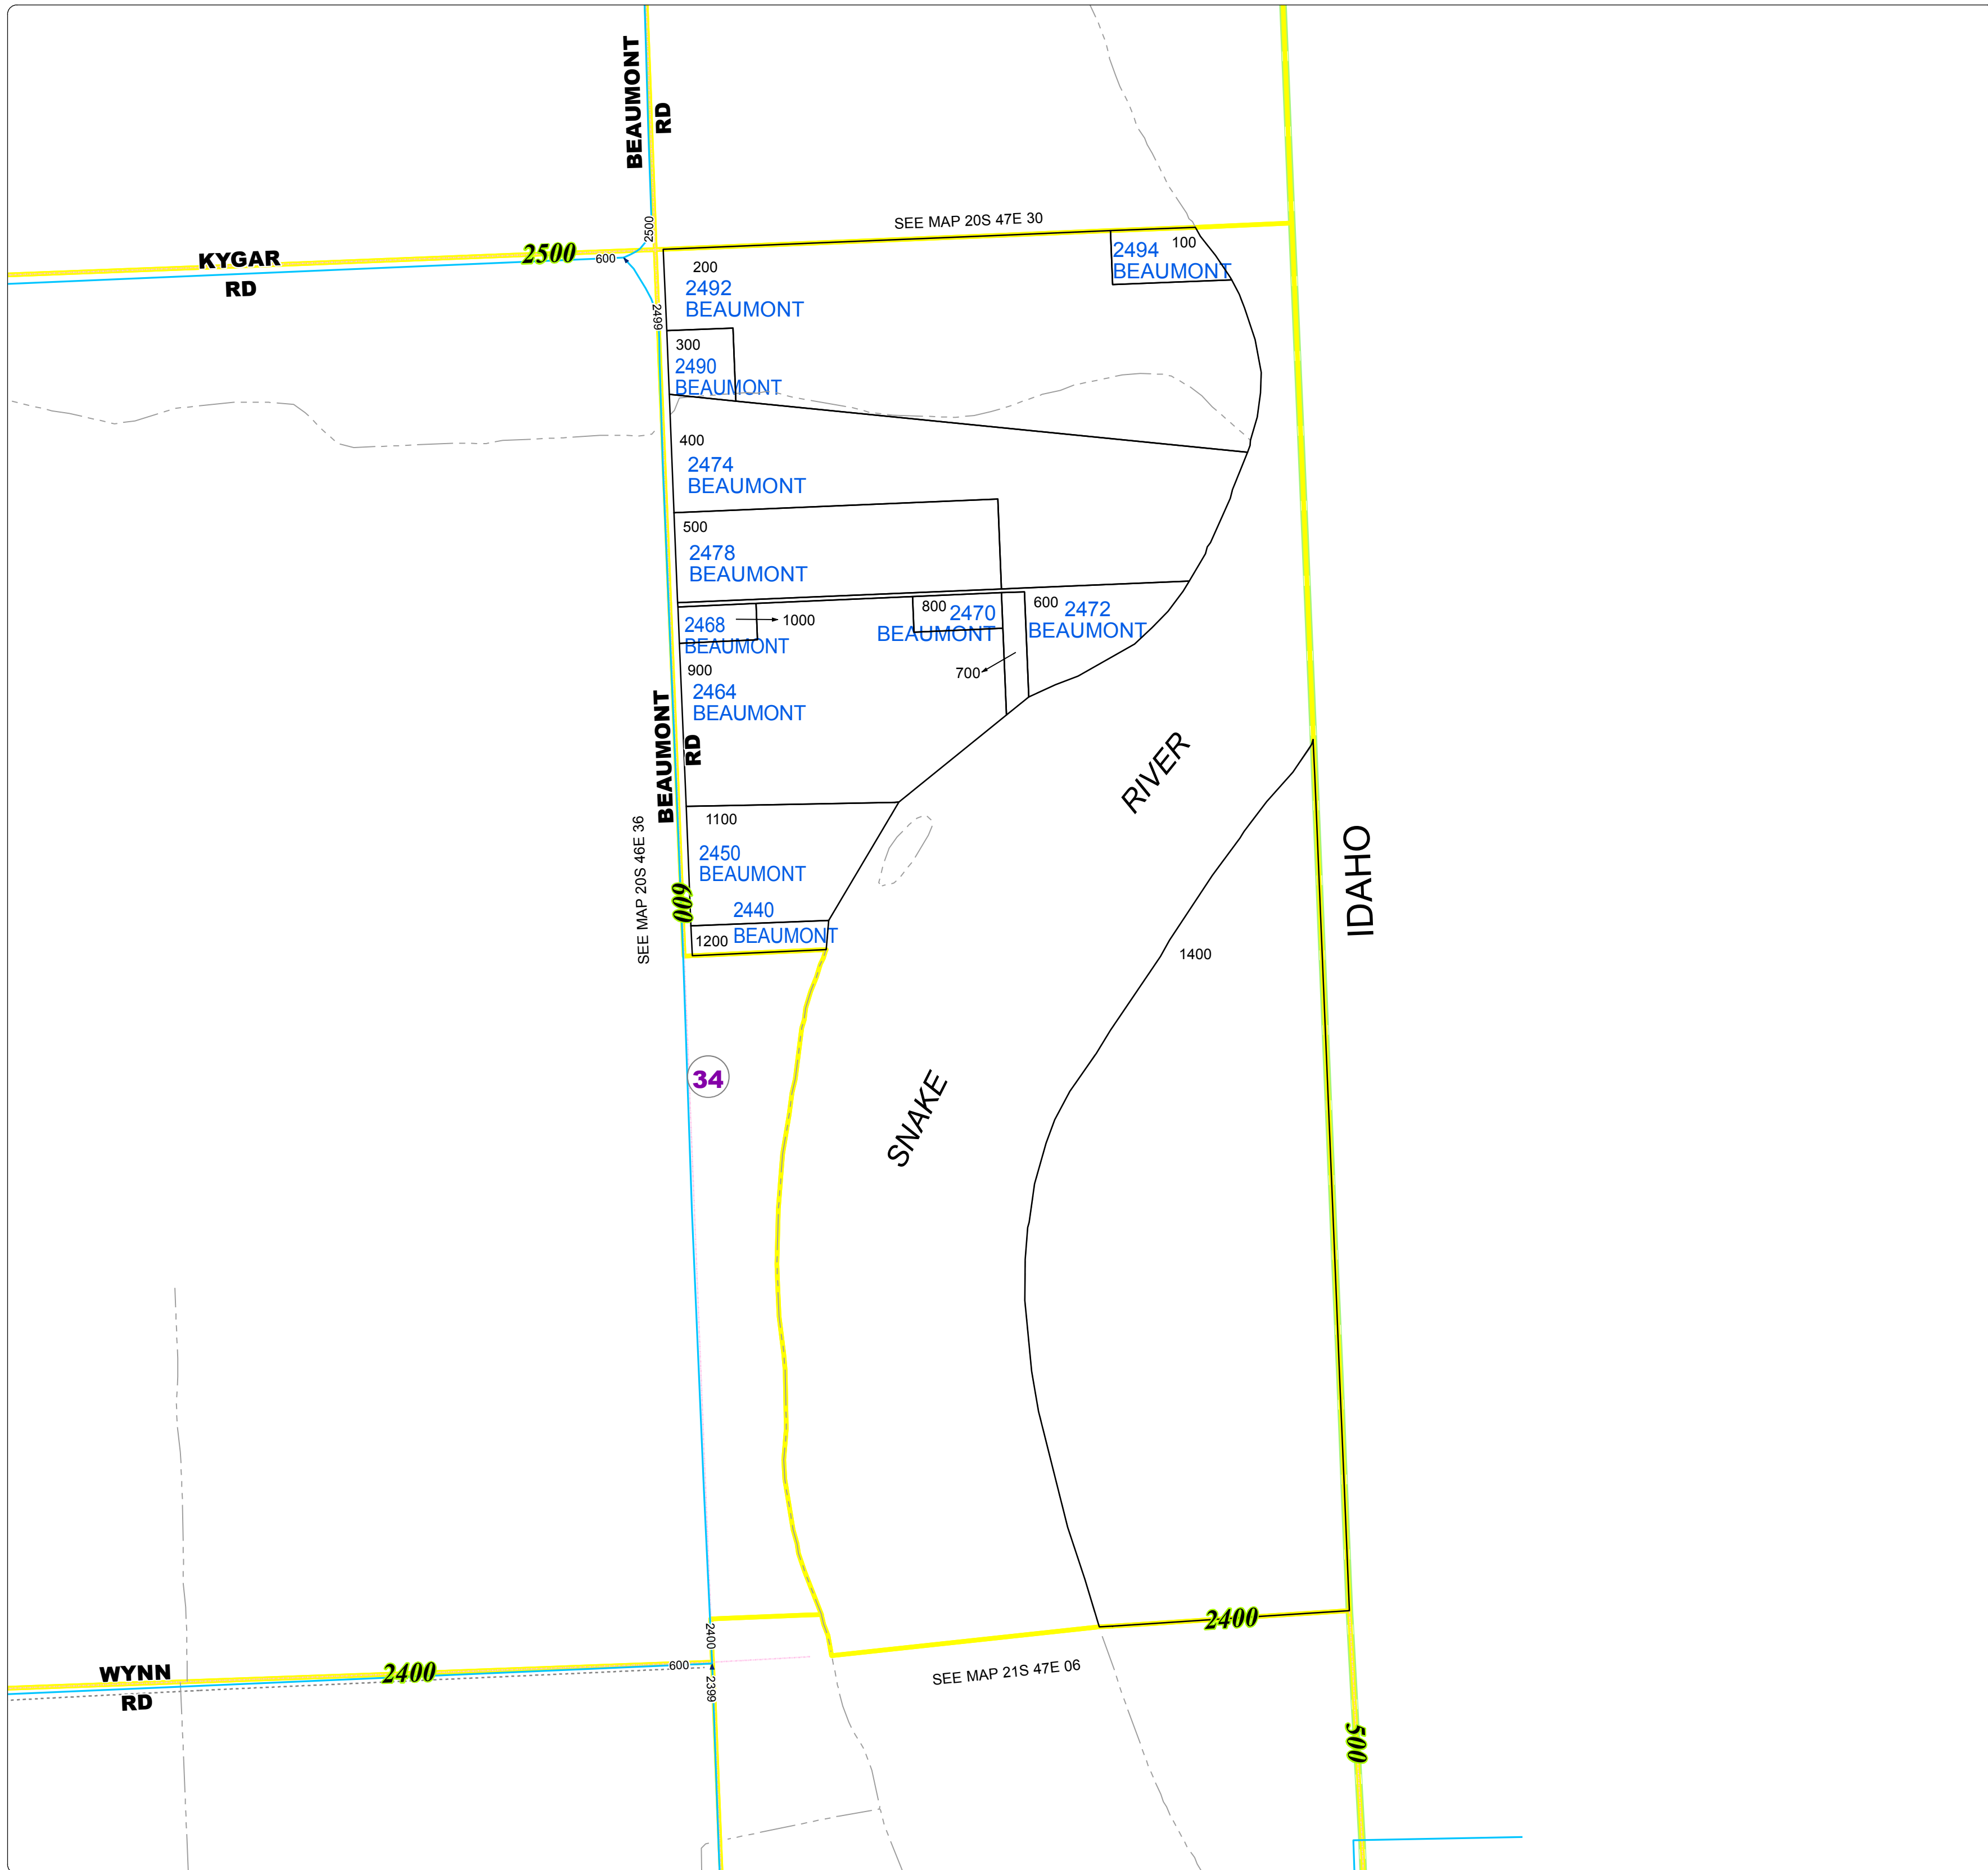 BEAUMONT
RD
SEE MAP 20S 47E 30
2500
KYGAR
RD
2500
600
2499
100
2494
BEAUMONT
200
2492
BEAUMONT
300
2490
BEAUMONT
400
2474
BEAUMONT
500
2478
BEAUMONT
2468
BEAUMONT
1000
800
2470
BEAUMONT
600
2472
BEAUMONT
700
900
2464
BEAUMONT
BEAUMONT
RD
RIVER
SEE MAP 20S 46E 36
1100
2450
BEAUMONT
600
2440
1200
BEAUMONT
IDAHO
1400
34
SNAKE
2400
2400
WYNN
RD
2400
600
2399
SEE MAP 21S 47E 06
500